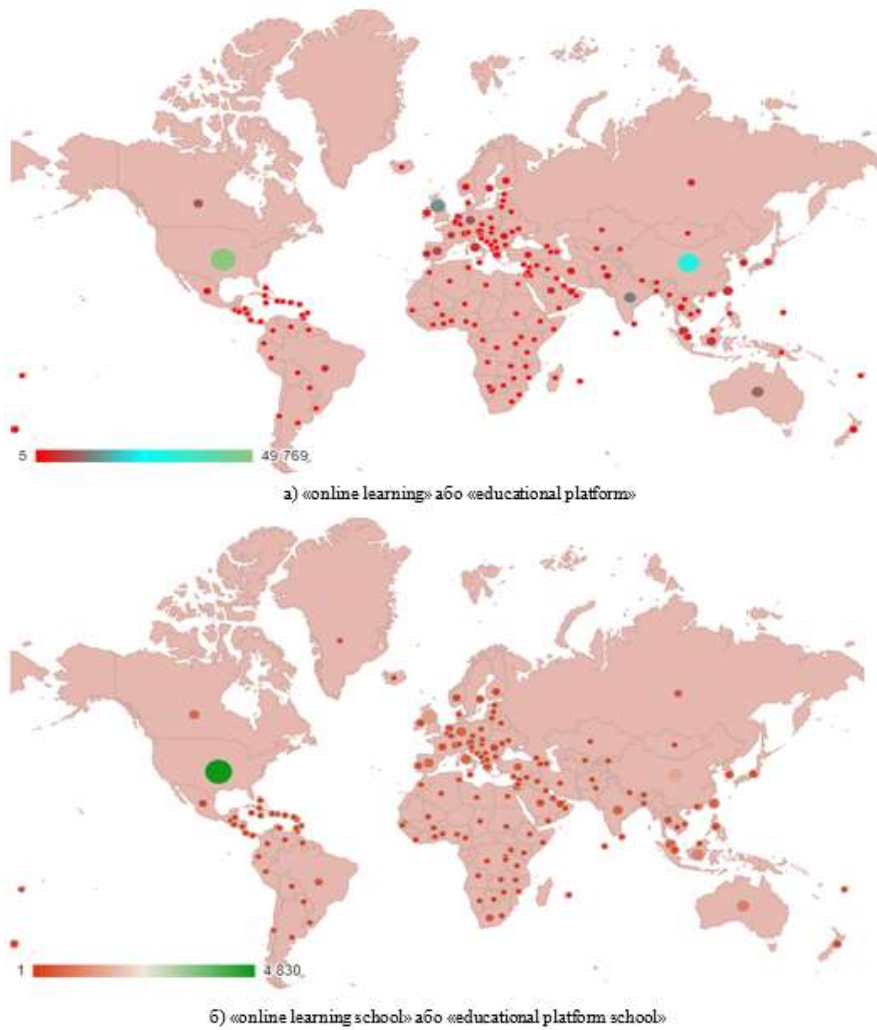 5 49 769
а) «online learning» або «educational platform»
1 4 830
б) «online learning school» або «educational platform school»